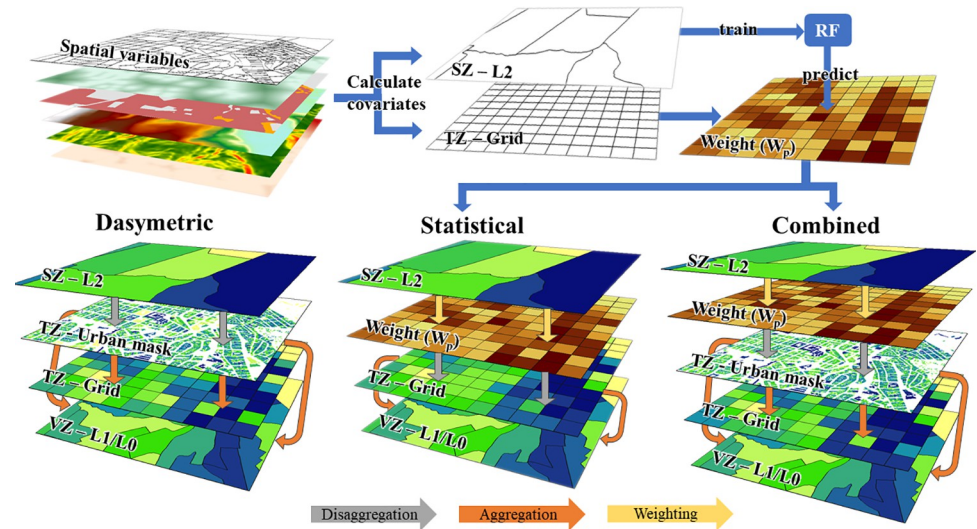 Spatial variables
Calculate
covariates
SZ – L2
TZ – Grid
train
RF
predict
Weight (Wp)
Dasymetric
Statistical
Combined
SZ – L2
TZ – Urban mask
TZ – Grid
VZ – L1/L0
SZ – L2
Weight (Wp)
TZ – Grid
VZ – L1/L0
SZ – L2
Weight (Wp)
TZ – Urban mask
TZ – Grid
VZ – L1/L0
Disaggregation
Aggregation
Weighting